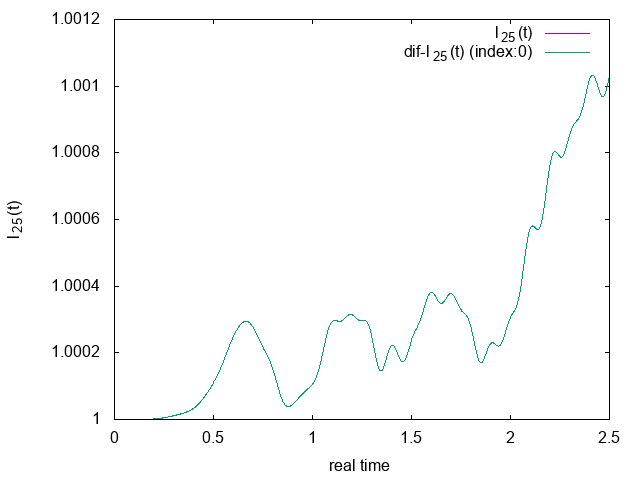 I25(t)
dif-I25(t) (index:0)
1.0012
1.001
1.0008
1.0006
1.0004
1.0002
1
I25(t)
0 0.5 1 1.5 2 2.5
real time